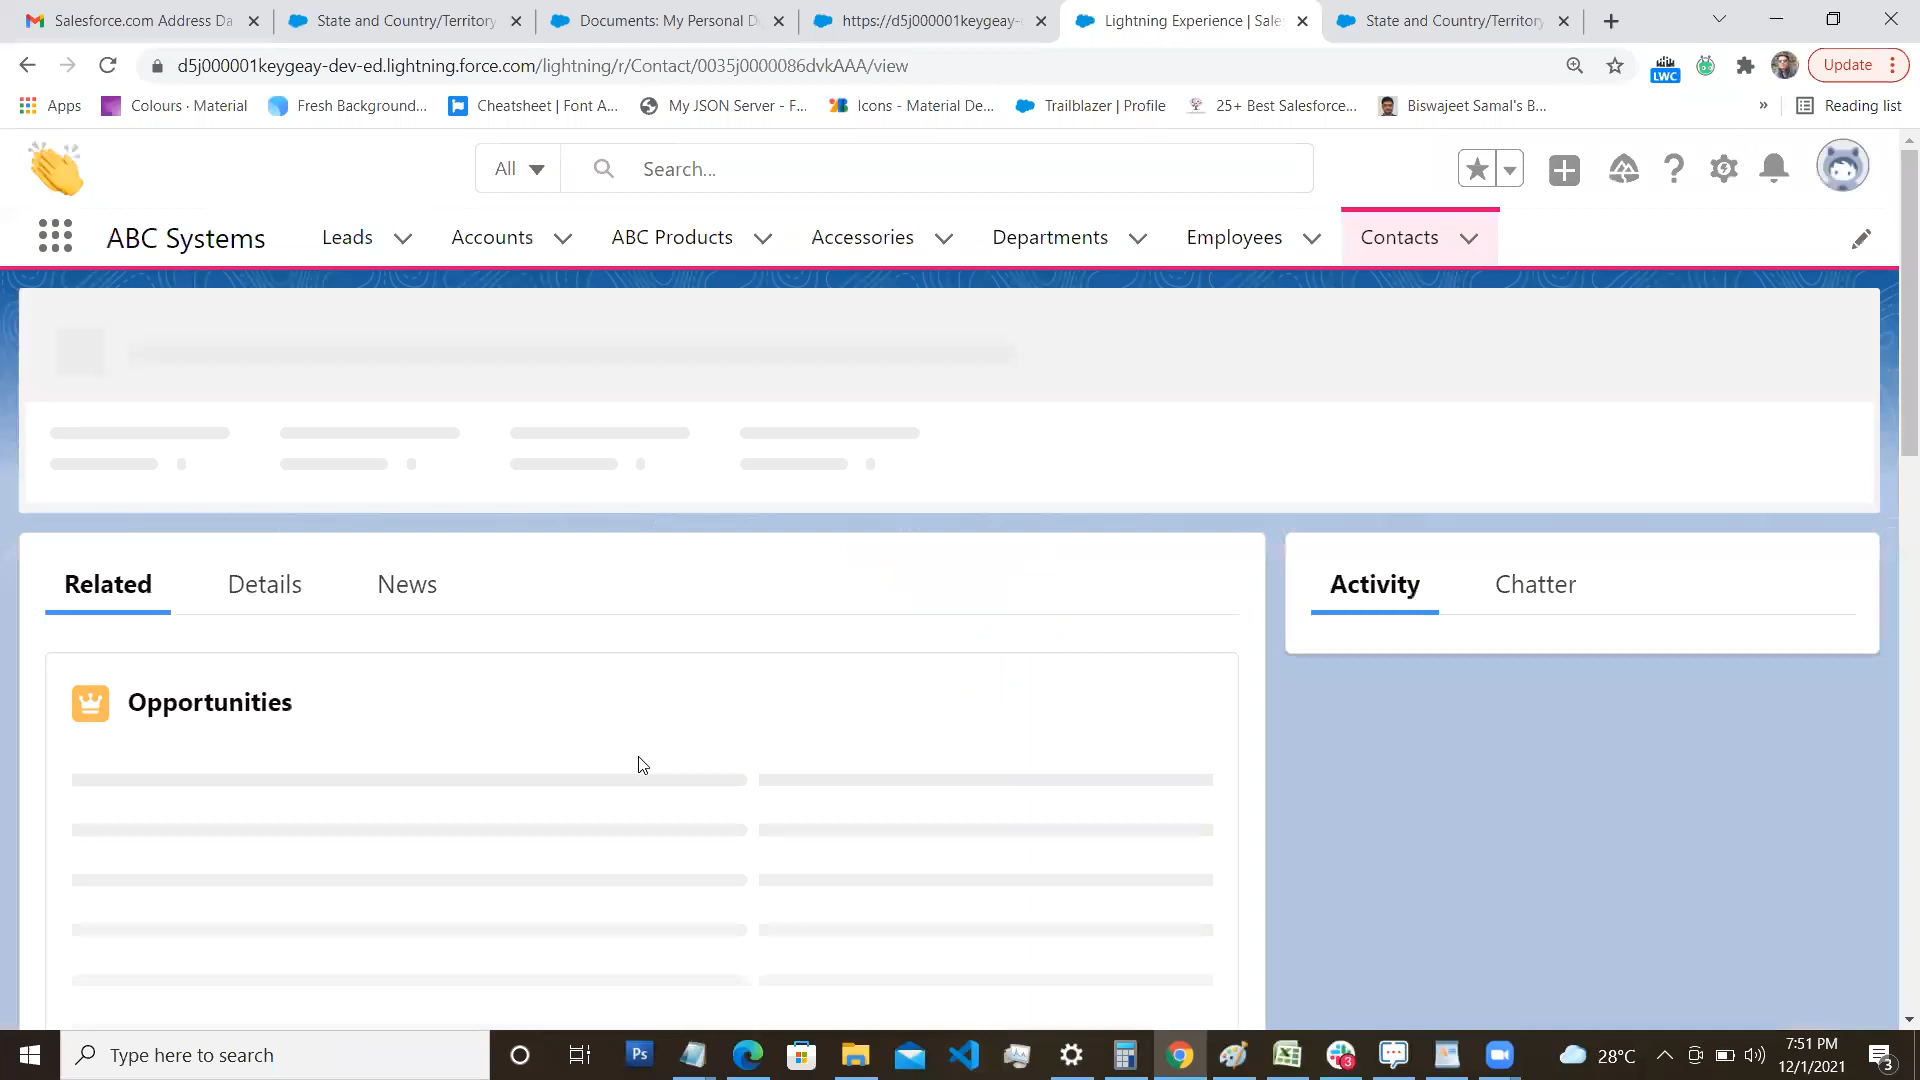 Salesforce.com Address Da
State and Country/Territory
Documents: My Personal D
https://d5j000001keygeay-
Lightning Experience | Sale
State and Country/Territory
d5j000001keygeay-dev-ed.lightning.force.com/lightning/r/Contact/0035j0000086dvkAAA/view
LWC
Update
Apps
Colours · Material
Fresh Background...
Cheatsheet | Font A...
My JSON Server - F...
Icons - Material De...
Trailblazer | Profile
25+ Best Salesforce...
Biswajeet Samal's B...
»
Reading list
All
Search...
ABC Systems
Leads
Accounts
ABC Products
Accessories
Departments
Employees
Contacts
Related
Details
News
Activity
Chatter
Opportunities
Type here to search
Ps
3
28°C
7:51 PM
12/1/2021
3